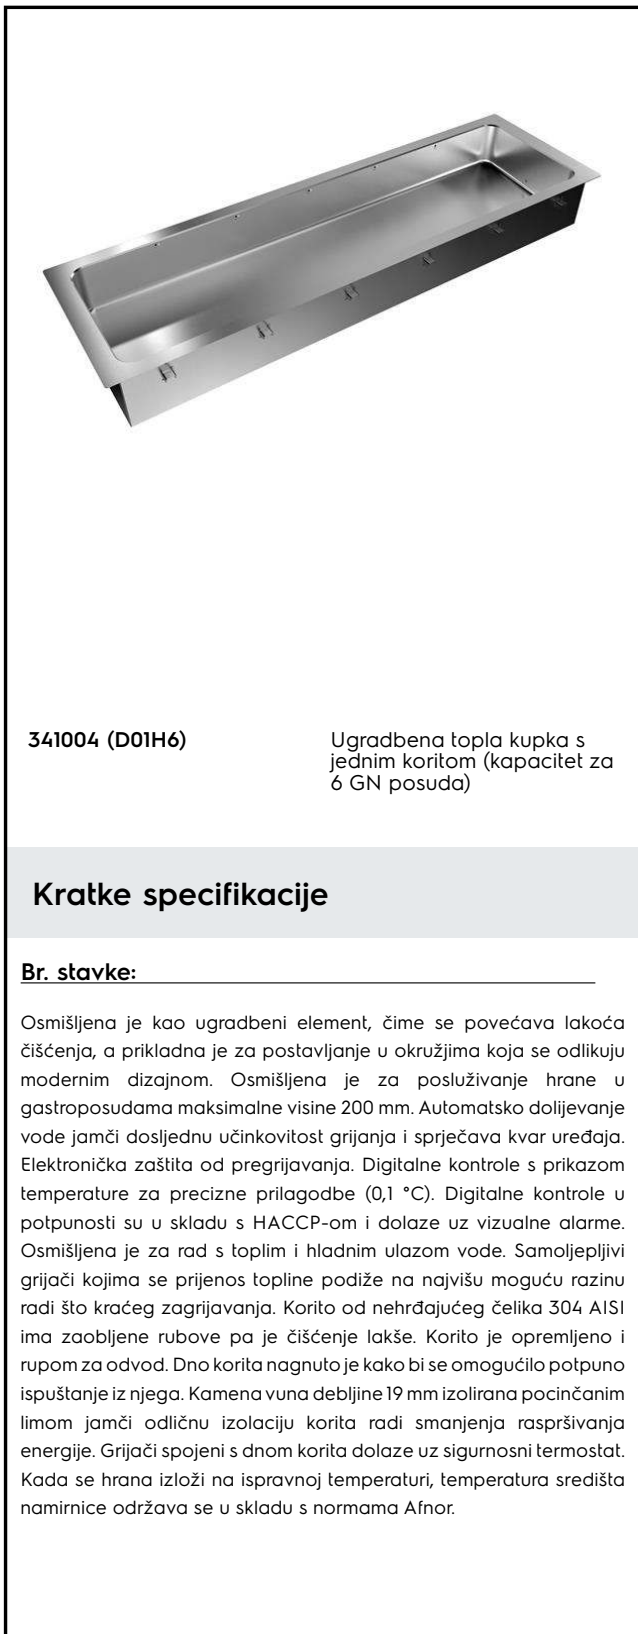 341004 (D01H6)
Ugradbena topla kupka s
jednim koritom (kapacitet za
6 GN posuda)
Kratke specifikacije
Br. stavke:
Osmišljena je kao ugradbeni element, čime se povećava lakoća
čišćenja, a prikladna je za postavljanje u okružjima koja se odlikuju
modernim dizajnom. Osmišljena je za posluživanje hrane u
gastroposudama maksimalne visine 200 mm. Automatsko dolijevanje
vode jamči dosljednu učinkovitost grijanja i sprječava kvar uređaja.
Elektronička zaštita od pregrijavanja. Digitalne kontrole s prikazom
temperature za precizne prilagodbe (0,1 °C). Digitalne kontrole u
potpunosti su u skladu s HACCP-om i dolaze uz vizualne alarme.
Osmišljena je za rad s toplim i hladnim ulazom vode. Samoljepljivi
grijači kojima se prijenos topline podiže na najvišu moguću razinu
radi što kraćeg zagrijavanja. Korito od nehrđajućeg čelika 304 AISI
ima zaobljene rubove pa je čišćenje lakše. Korito je opremljeno i
rupom za odvod. Dno korita nagnuto je kako bi se omogućilo potpuno
ispuštanje iz njega. Kamena vuna debljine 19 mm izolirana pocinčanim
limom jamči odličnu izolaciju korita radi smanjenja raspršivanja
energije. Grijači spojeni s dnom korita dolaze uz sigurnosni termostat.
Kada se hrana izloži na ispravnoj temperaturi, temperatura središta
namirnice održava se u skladu s normama Afnor.